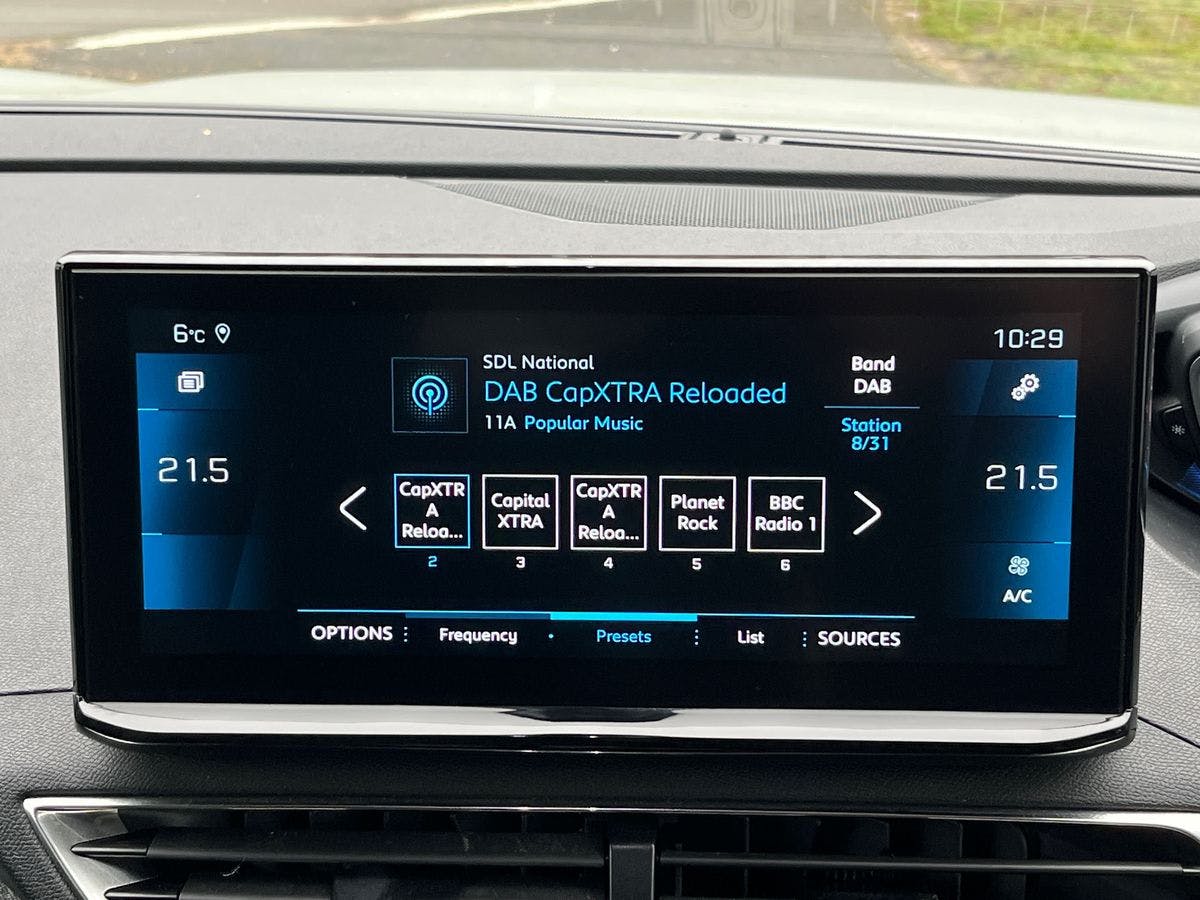 6°C
10:29
SDL National
DAB CapXTRA Reloaded
11A Popular Music
Band
DAB
Station
8/31
21.5
21.5
CapXTR
A
Reloa...
2
Capital
XTRA
3
CapXTR
A
Reloa...
4
Planet
Rock
5
BBC
Radio 1
6
A/C
OPTIONS
Frequency
Presets
List
SOURCES